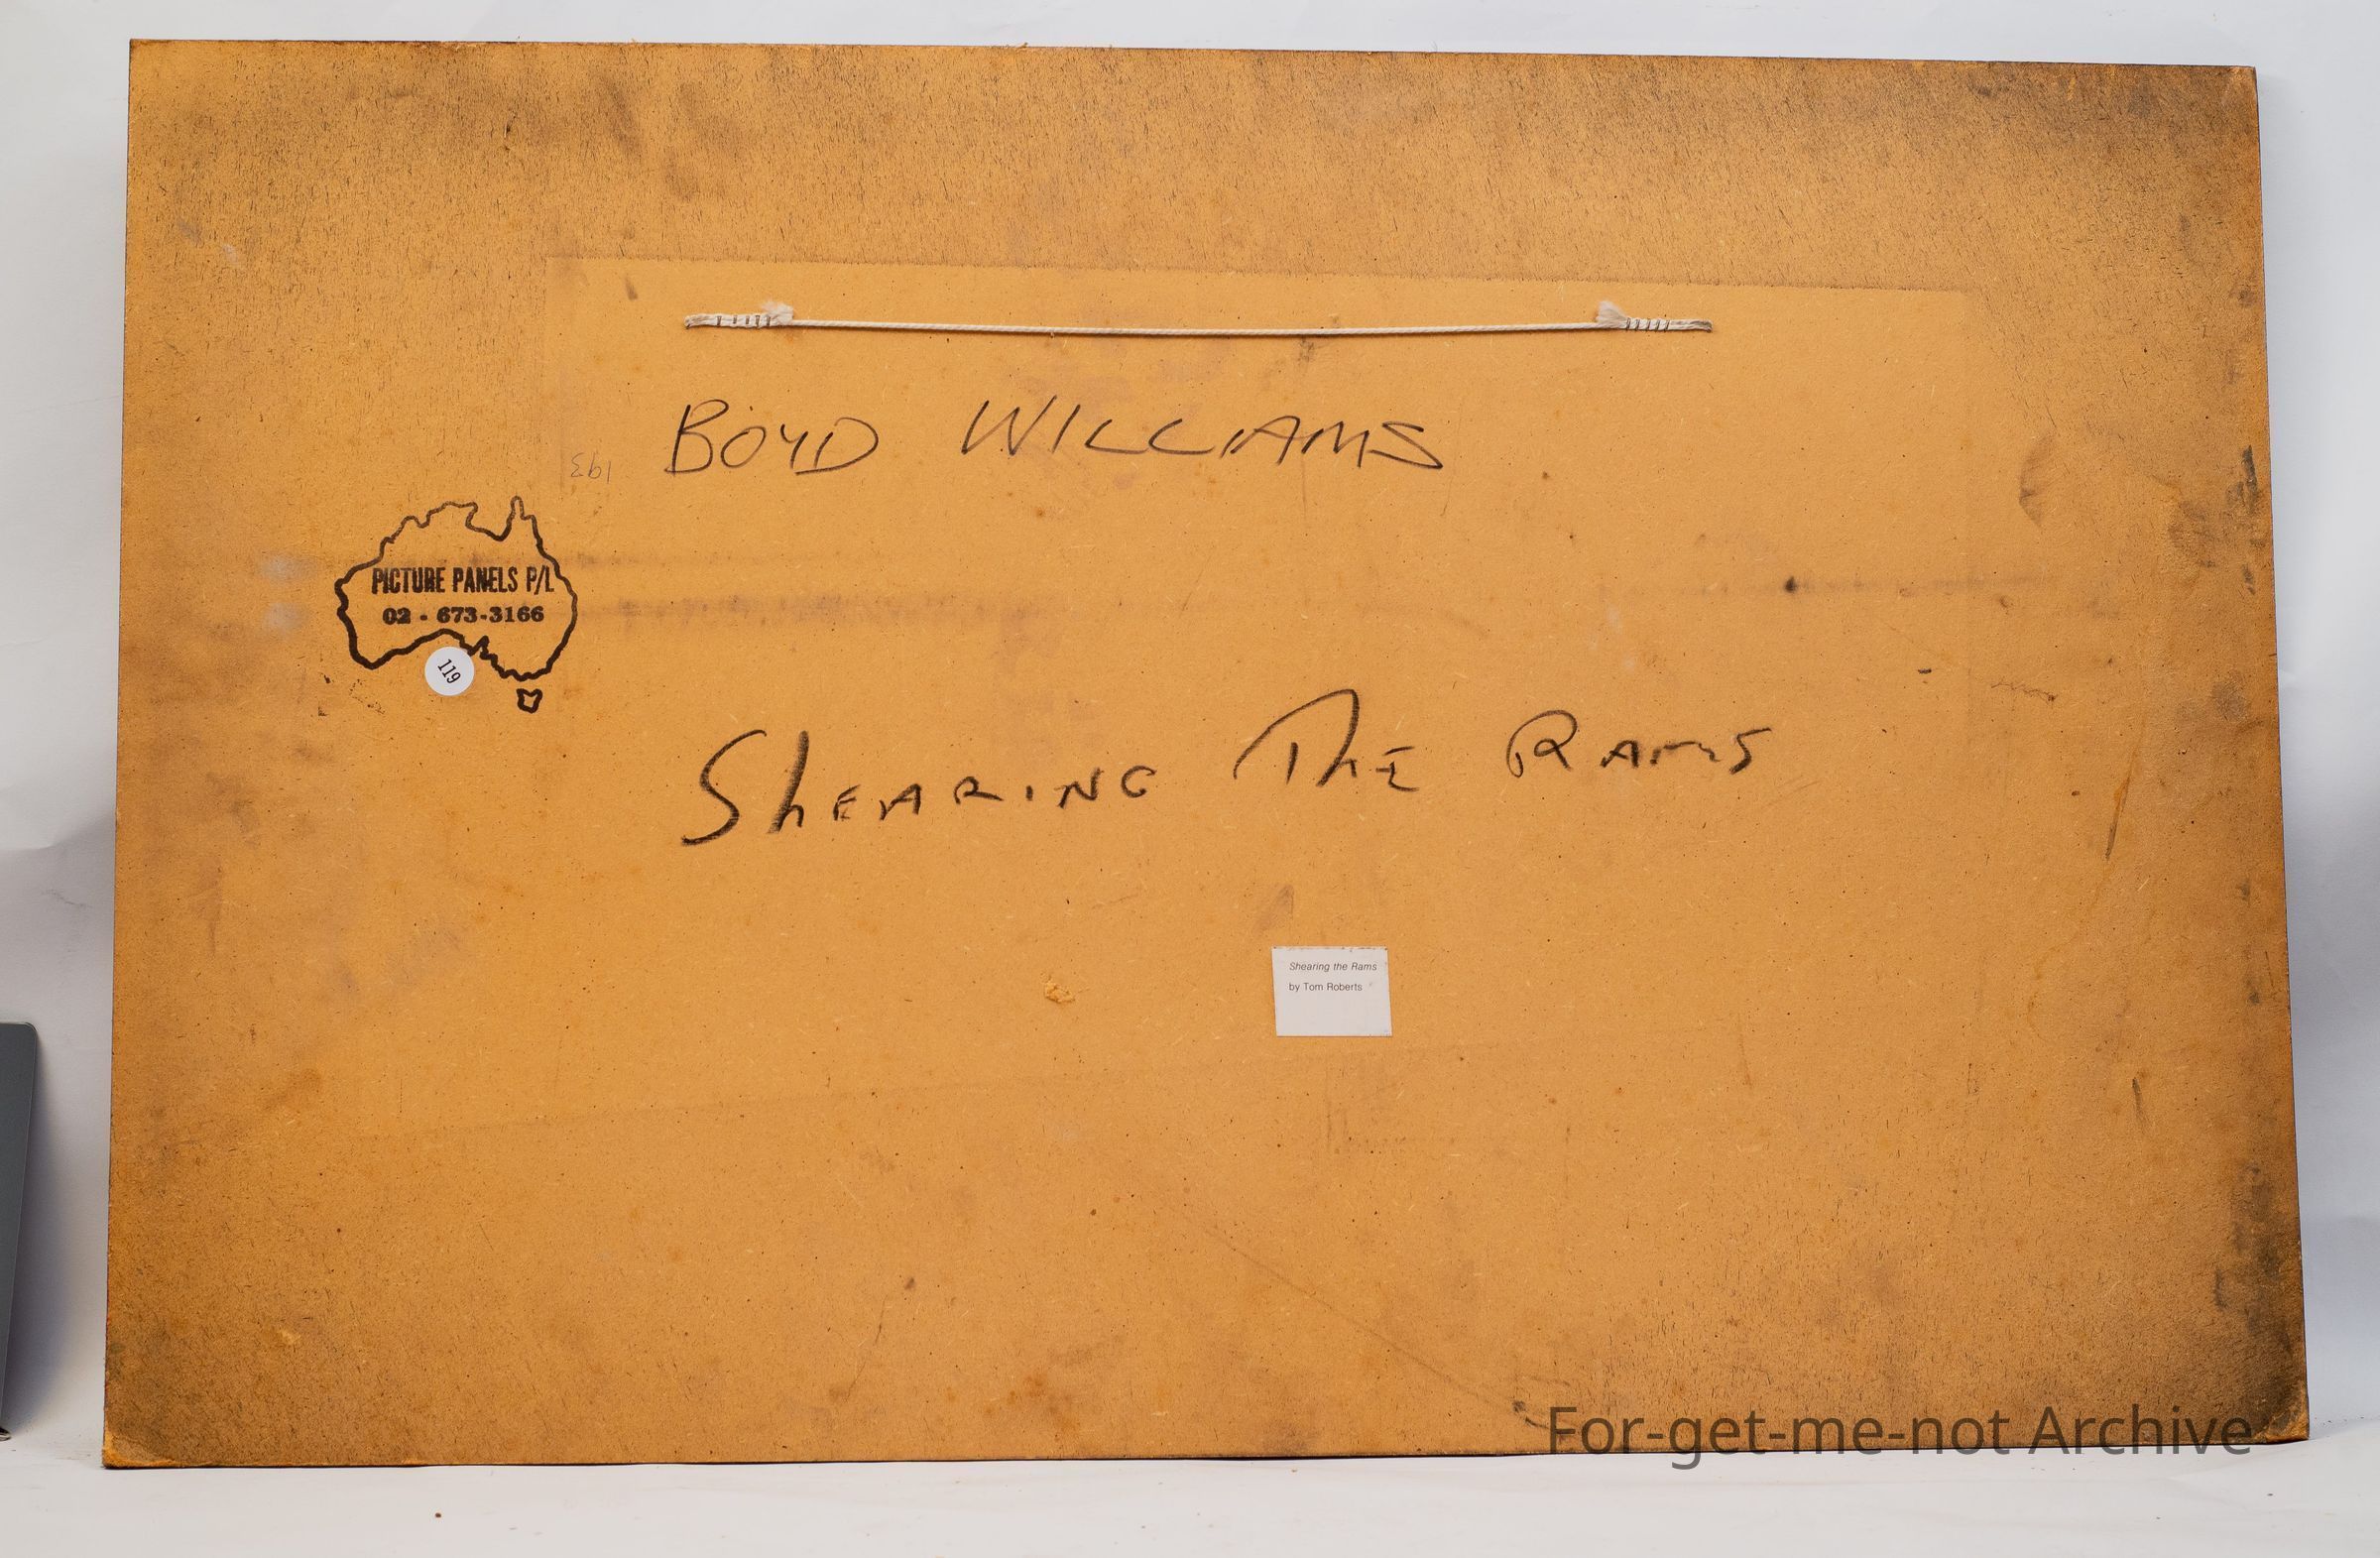 BOYD WILLIAMS
193
PICTURE PANELS P/L
02 - 673-3166
119
ShEARING ThE RAMS
Shearing the Rams
by Tom Roberts
For-get-me-not Archive